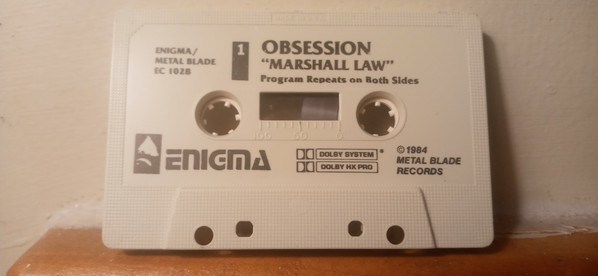 ENIGMA/
METAL BLADE
EC 1028
1
OBSESSION
"MARSHALL LAW"
Program Repeats on Both Sides
100 50 0
ENIGMA
DOLBY SYSTEM ®
DOLBY HX PRO
© 1984
METAL BLADE
RECORDS